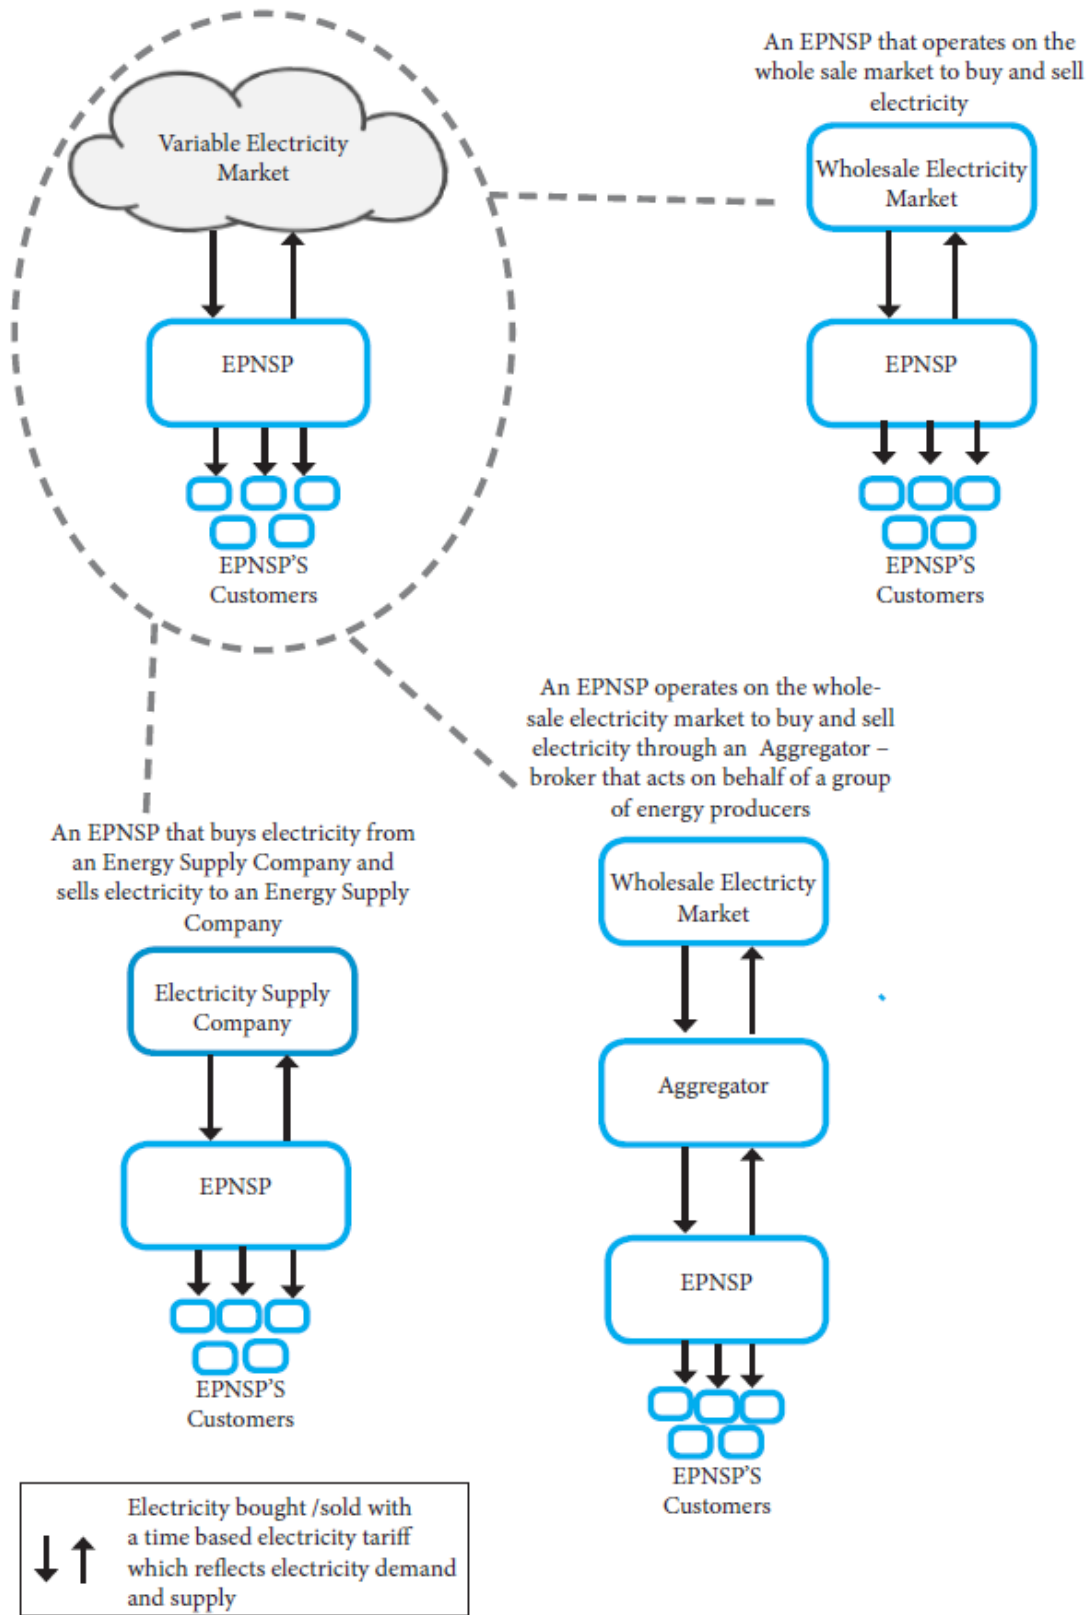 Variable Electricity
Market
EPNSP
EPNSP'S
Customers
An EPNSP that operates on the
whole sale market to buy and sell
electricity
Wholesale Electricity
Market
EPNSP
EPNSP'S
Customers
An EPNSP that buys electricity from
an Energy Supply Company and
sells electricity to an Energy Supply
Company
Electricity Supply
Company
EPNSP
EPNSP'S
Customers
An EPNSP operates on the whole-
sale electricity market to buy and sell
electricity through an Aggregator –
broker that acts on behalf of a group
of energy producers
Wholesale Electricty
Market
Aggregator
EPNSP
EPNSP'S
Customers
Electricity bought /sold with
a time based electricity tariff
which reflects electricity demand
and supply